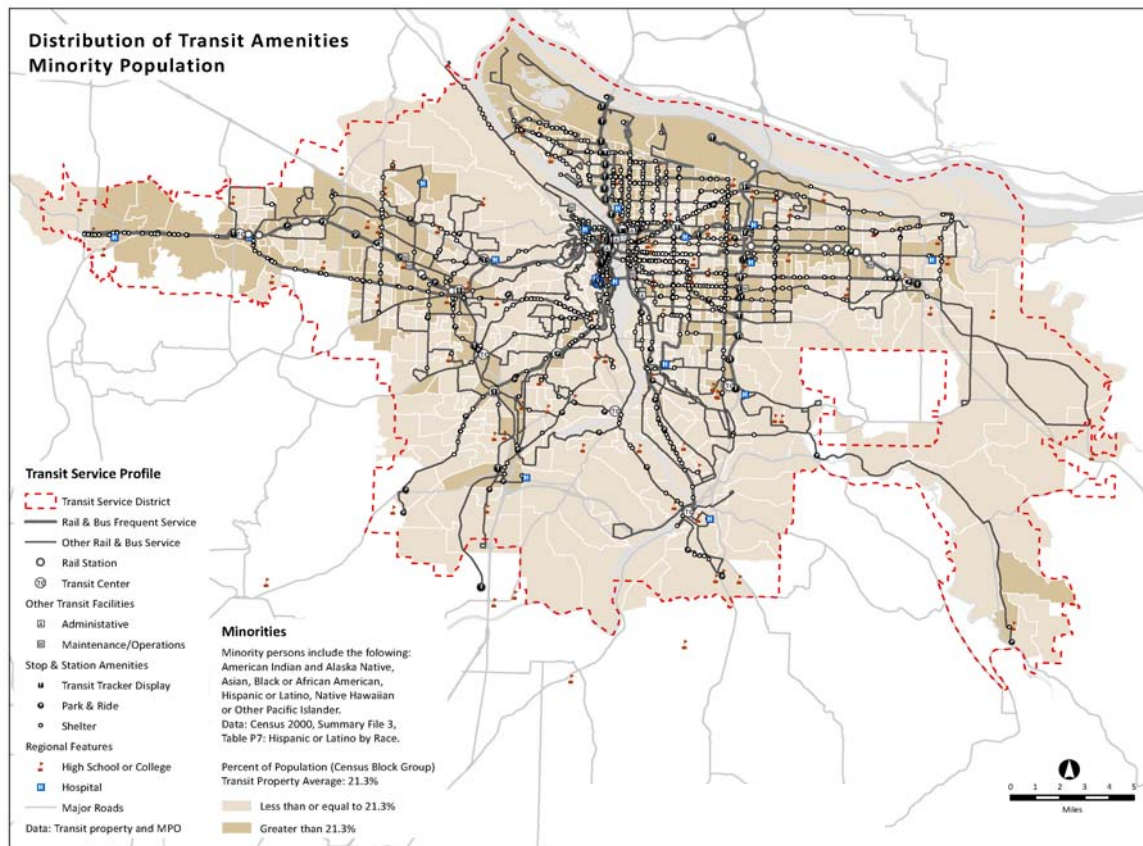 Distribution of Transit Amenities
Minority Population
Transit Service Profile
Transit Service District
Rail & Bus Frequent Service
Other Rail & Bus Service
Rail Station
TC
Transit Center
Other Transit Facilities
Administative
Maintenance/Operations
Stop & Station Amenities
Transit Tracker Display
Park & Ride
Shelter
Regional Features
High School or College
H
Hospital
Major Roads
Data: Transit property and MPO
Minorities
Minority persons include the folowing:
American Indian and Alaska Native,
Asian, Black or African American,
Hispanic or Latino, Native Hawaiian
or Other Pacific Islander.
Data: Census 2000, Summary File 3,
Table P7: Hispanic or Latino by Race.
Percent of Population (Census Block Group)
Transit Property Average: 21.3%
Less than or equal to 21.3%
Greater than 21.3%
0 1 2 3 4 5
Miles